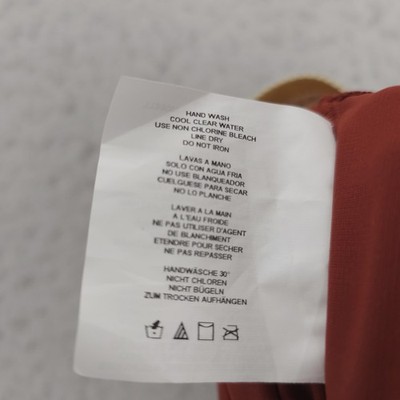 HAND WASH
COOL CLEAR WATER
USE NON CHLORINE BLEACH
LINE DRY
DO NOT IRON
LAVAS A MANO
SOLO CON AGUA FRIA
NO USE BLANQUEADOR
CUELGUESE PARA SECAR
NO LO PLANCHE
LAVER A LA MAIN
A L'EAU FROIDE
NE PAS UTILISER D'AGENT
DE BLANCHIMENT
ETENDRE POUR SECHER
NE PAS REPASSER
HANDWÄSCHE 30°
NICHT CHLOREN
NICHT BÜGELN
ZUM TROCKEN AUFHÄNGEN